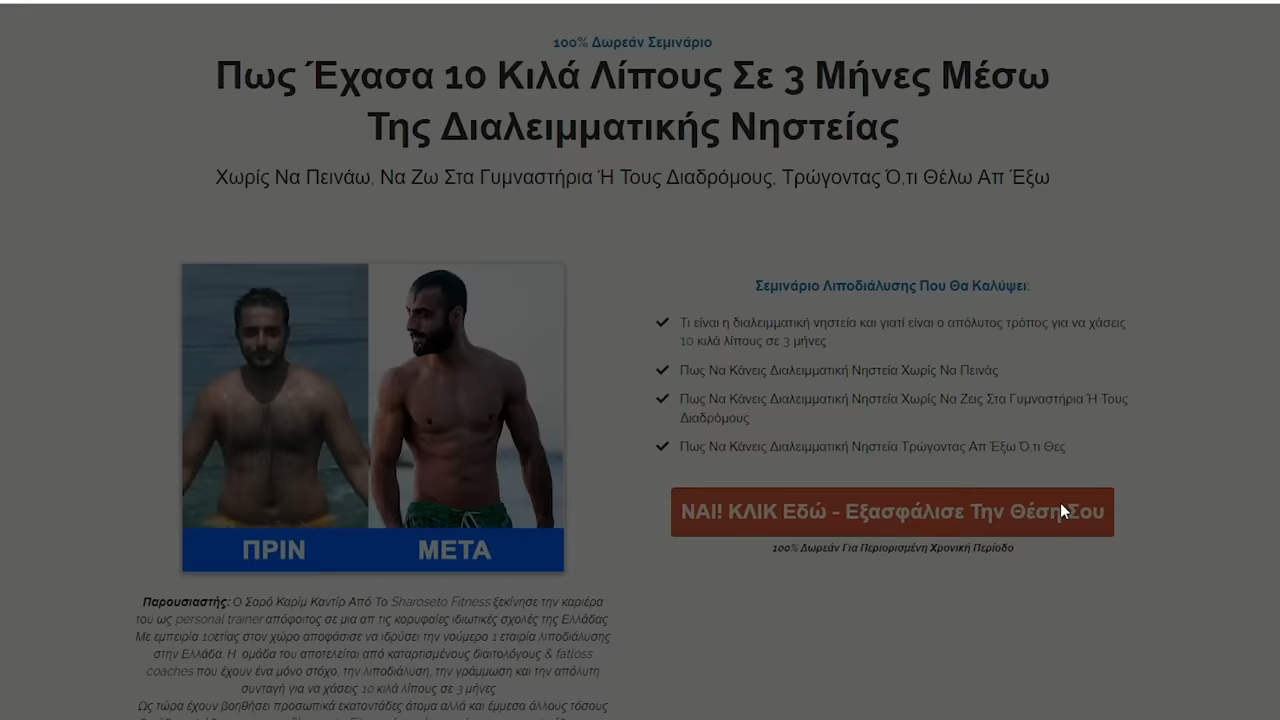 100% Δωρεάν Σεμινάριο
Πως Έχασα 10 Κιλά Λίπους Σε 3 Μήνες Μέσω
Της Διαλειμματικής Νηστείας
Χωρίς Να Πεινάω, Να Ζω Στα Γυμναστήρια Ή Τους Διαδρόμους, Τρώγοντας Ό,τι Θέλω Απ Έξω
ΠΡΙΝ ΜΕΤΑ
Παρουσιαστής: Ο Σαρό Καρίμ Καντίρ Από Το Sharoseto Fitness ξεκίνησε την καριέρα
του ως personal trainer απόφοιτος σε μια απ τις κορυφαίες ιδιωτικές σχολές της Ελλάδας
Με εμπειρία 10ετίας στον χώρο αποφάσισε να ιδρύσει την νούμερο 1 εταιρία λιποδιάλυσης
στην Ελλάδα. Η ομάδα του αποτελείται από καταρτισμένους διαιτολόγους & fatloss
coaches που έχουν ένα μόνο στόχο, την λιποδιάλυση, την γράμμωση και την απόλυτη
συνταγή για να χάσεις 10 κιλά λίπους σε 3 μήνες
Ως τώρα έχουν βοηθήσει προσωπικά εκατοντάδες άτομα αλλά και έμμεσα άλλους τόσους
Σεμινάριο Λιποδιάλυσης Που Θα Καλύψει:
Τι είναι η διαλειμματική νηστεία και γιατί είναι ο απόλυτος τρόπος για να χάσεις
10 κιλά λίπους σε 3 μήνες
Πως Να Κάνεις Διαλειμματική Νηστεία Χωρίς Να Πεινάς
Πως Να Κάνεις Διαλειμματική Νηστεία Χωρίς Να Ζεις Στα Γυμναστήρια Ή Τους
Διαδρόμους
Πως Να Κάνεις Διαλειμματική Νηστεία Τρώγοντας Απ Έξω Ό,τι Θες
ΝΑΙ! ΚΛΙΚ Εδώ - Εξασφάλισε Την Θέση Σου
100% Δωρεάν Για Περιορισμένη Χρονική Περίοδο